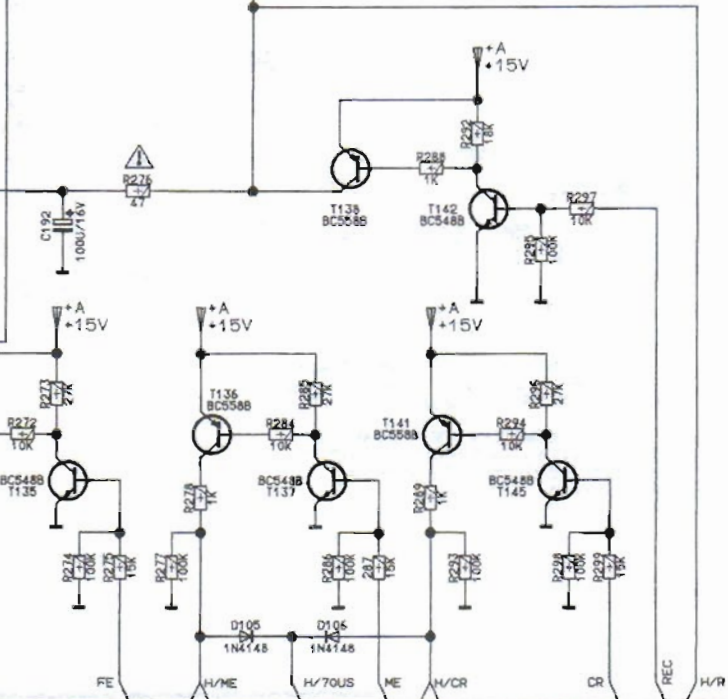 +A
+15V
R292
18K
R276
47
R288
1K
T138
BC558B
T142
BC548B
R297
10K
R295
100K
C192
100U/16V
+A
+15V
+A
+15V
+A
+15V
R273
27K
R272
10K
BC548B
T135
T136
BC558B
R285
27K
R284
10K
BC548B
T137
R278
1K
T141
BC558B
R294
10K
27K
BC548B
T145
R289
1K
R274
100K
R275
15K
R277
100K
R286
100K
287
15K
R293
100K
R298
100K
R299
15K
D105
1N4148
D106
1N4148
FE
H/ME
H/70US
ME
H/CR
CR
REC